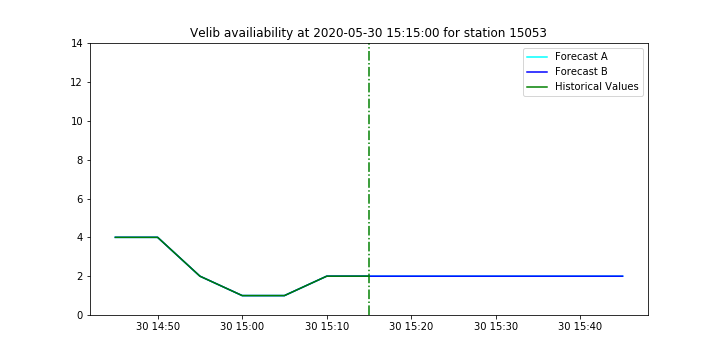 Velib availiability at 2020-05-30 15:15:00 for station 15053
14
12
10
8
6
4
2
0
Forecast A
Forecast B
Historical Values
30 14:50 30 15:00 30 15:10 30 15:20 30 15:30 30 15:40